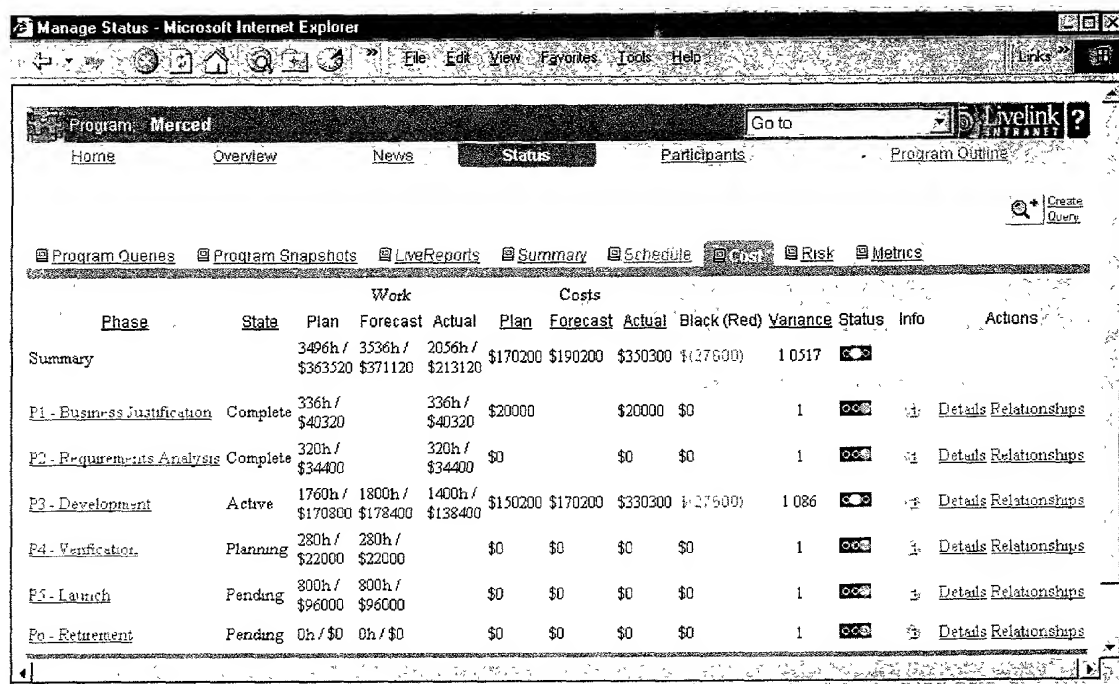 Manage Status - Microsoft Internet Explorer
File Edit View Favorites Tools Help Links
Program: Merced Go to Livelink ?
INTRANET
Home Overview News Status Participants Program Outline
Create
Query
Program Queries Program Snapshots LiveReports Summary Schedule Cost Risk Metrics
Work Costs
Phase State Plan Forecast Actual Plan Forecast Actual Black (Red) Variance Status Info Actions
Summary 3496h / 3536h / 2056h / $170200 $190200 $350300 $(27600) 1 0517
$363520 $371120 $213120
P1 - Business Justification Complete 336h / 336h / $20000 $20000 $0 1 Details Relationships
$40320 $40320
P2 - Requirements Analysis Complete 320h / 320h / $0 $0 $0 1 Details Relationships
$34400 $34400
P3 - Development Active 1760h / 1800h / 1400h / $150200 $170200 $330300 $(27600) 1 086 Details Relationships
$170800 $178400 $138400
P4 - Verification Planning 280h / 280h / $0 $0 $0 $0 1 Details Relationships
$22000 $22000
P5 - Launch Pending 800h / 800h / $0 $0 $0 $0 1 Details Relationships
$96000 $96000
P6 - Retirement Pending 0h / $0 0h / $0 $0 $0 $0 $0 1 Details Relationships